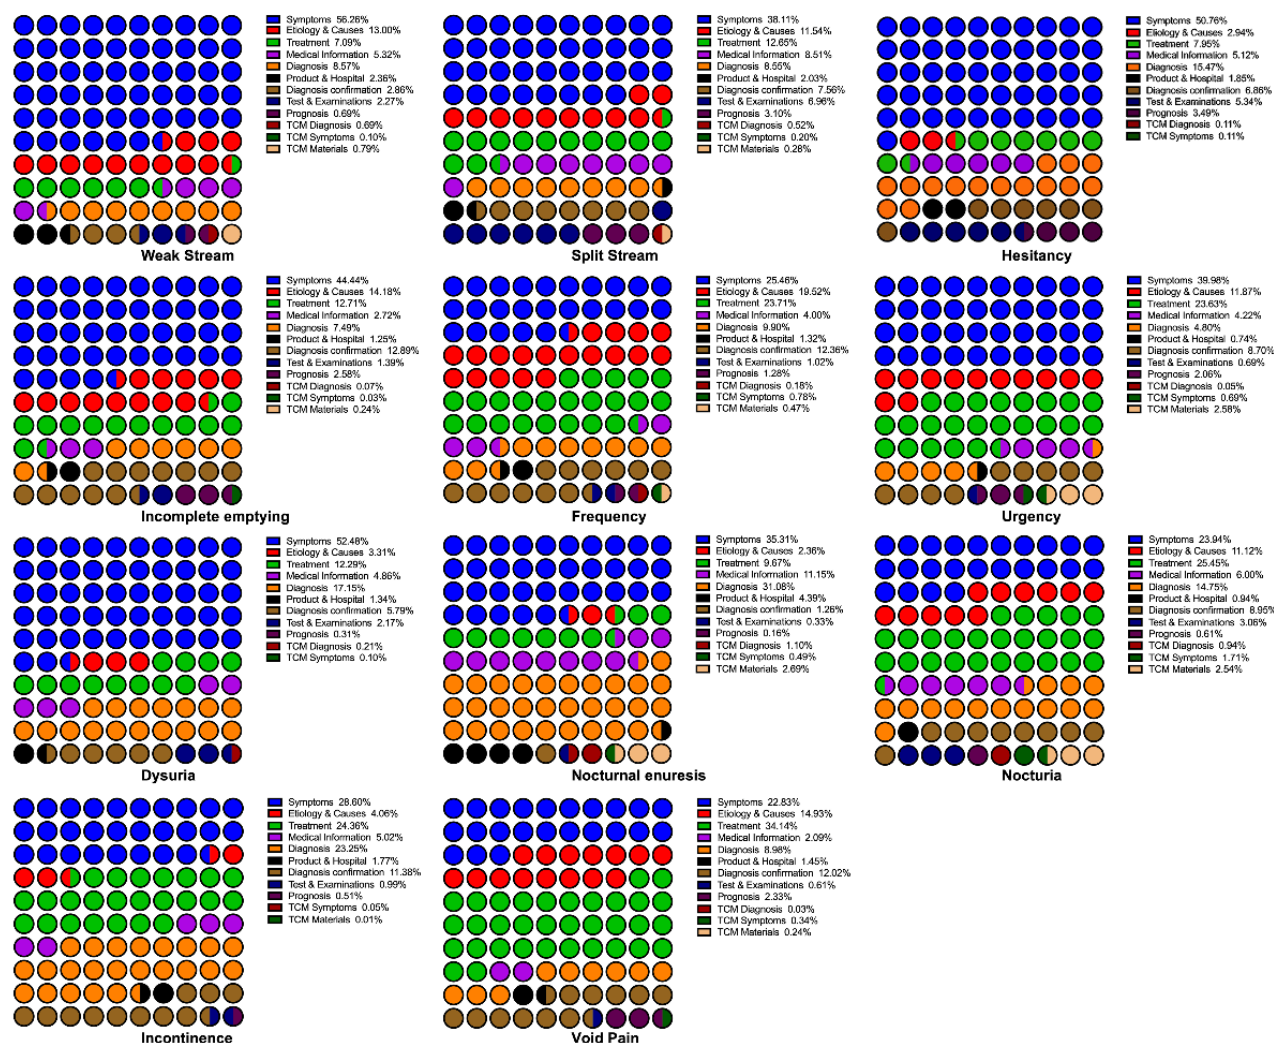 Symptoms 56.26%
Etiology & Causes 13.00%
Treatment 7.09%
Medical Information 5.32%
Diagnosis 8.57%
Product & Hospital 2.36%
Diagnosis confirmation 2.86%
Test & Examinations 2.27%
Prognosis 0.69%
TCM Diagnosis 0.69%
TCM Symptoms 0.10%
TCM Materials 0.79%
Weak Stream
Symptoms 38.11%
Etiology & Causes 11.54%
Treatment 12.65%
Medical Information 8.51%
Diagnosis 8.55%
Product & Hospital 2.03%
Diagnosis confirmation 7.56%
Test & Examinations 6.96%
Prognosis 3.10%
TCM Diagnosis 0.52%
TCM Symptoms 0.20%
TCM Materials 0.28%
Split Stream
Symptoms 50.76%
Etiology & Causes 2.94%
Treatment 7.95%
Medical Information 5.12%
Diagnosis 15.47%
Product & Hospital 1.85%
Diagnosis confirmation 6.86%
Test & Examinations 5.34%
Prognosis 3.49%
TCM Diagnosis 0.11%
TCM Symptoms 0.11%
Hesitancy
Symptoms 44.44%
Etiology & Causes 14.18%
Treatment 12.71%
Medical Information 2.72%
Diagnosis 7.49%
Product & Hospital 1.25%
Diagnosis confirmation 12.89%
Test & Examinations 1.39%
Prognosis 2.58%
TCM Diagnosis 0.07%
TCM Symptoms 0.03%
TCM Materials 0.24%
Incomplete emptying
Symptoms 25.46%
Etiology & Causes 19.52%
Treatment 23.71%
Medical Information 4.00%
Diagnosis 9.90%
Product & Hospital 1.32%
Diagnosis confirmation 12.36%
Test & Examinations 1.02%
Prognosis 1.28%
TCM Diagnosis 0.18%
TCM Symptoms 0.78%
TCM Materials 0.47%
Frequency
Symptoms 39.98%
Etiology & Causes 11.87%
Treatment 23.63%
Medical Information 4.22%
Diagnosis 4.80%
Product & Hospital 0.74%
Diagnosis confirmation 8.70%
Test & Examinations 0.69%
Prognosis 2.06%
TCM Diagnosis 0.05%
TCM Symptoms 0.69%
TCM Materials 2.58%
Urgency
Symptoms 52.48%
Etiology & Causes 3.31%
Treatment 12.29%
Medical Information 4.86%
Diagnosis 17.15%
Product & Hospital 1.34%
Diagnosis confirmation 5.79%
Test & Examinations 2.17%
Prognosis 0.31%
TCM Diagnosis 0.21%
TCM Symptoms 0.10%
Dysuria
Symptoms 35.31%
Etiology & Causes 2.36%
Treatment 9.67%
Medical Information 11.15%
Diagnosis 31.08%
Product & Hospital 4.39%
Diagnosis confirmation 1.26%
Test & Examinations 0.33%
Prognosis 0.16%
TCM Diagnosis 1.10%
TCM Symptoms 0.49%
TCM Materials 2.69%
Nocturnal enuresis
Symptoms 23.94%
Etiology & Causes 11.12%
Treatment 25.45%
Medical Information 6.00%
Diagnosis 14.75%
Product & Hospital 0.94%
Diagnosis confirmation 8.95%
Test & Examinations 3.06%
Prognosis 0.61%
TCM Diagnosis 0.94%
TCM Symptoms 1.71%
TCM Materials 2.54%
Nocturia
Symptoms 28.60%
Etiology & Causes 4.06%
Treatment 24.36%
Medical Information 5.02%
Diagnosis 23.25%
Product & Hospital 1.77%
Diagnosis confirmation 11.38%
Test & Examinations 0.99%
Prognosis 0.51%
TCM Symptoms 0.05%
TCM Materials 0.01%
Incontinence
Symptoms 22.83%
Etiology & Causes 14.93%
Treatment 34.14%
Medical Information 2.09%
Diagnosis 8.98%
Product & Hospital 1.45%
Diagnosis confirmation 12.02%
Test & Examinations 0.61%
Prognosis 2.33%
TCM Diagnosis 0.03%
TCM Symptoms 0.34%
TCM Materials 0.24%
Void Pain